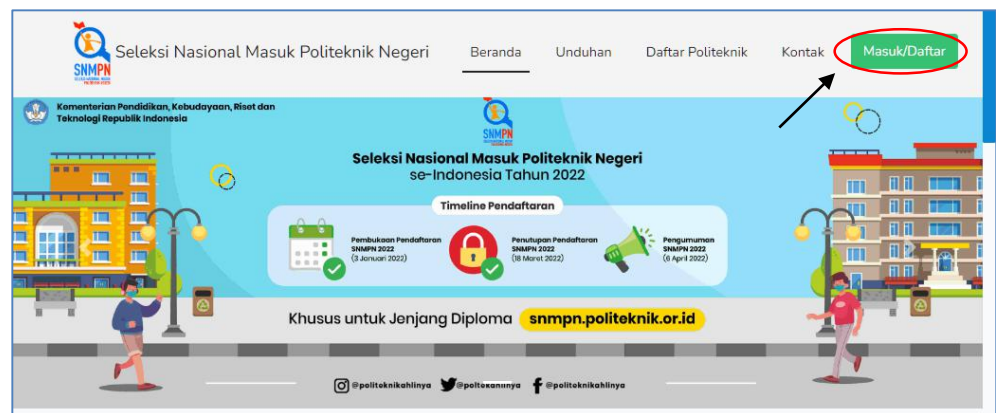 SNMPN
Seleksi Nasional Masuk Politeknik Negeri
Beranda
Unduhan
Daftar Politeknik
Kontak
Masuk/Daftar
Kementerian Pendidikan, Kebudayaan, Riset dan
Teknologi Republik Indonesia
SNMPN
Seleksi Nasional Masuk Politeknik Negeri
se-Indonesia Tahun 2022
Timeline Pendaftaran
Pembukaan Pendaftaran
SNMPN 2022
(3 Januari 2022)
Penutupan Pendaftaran
SNMPN 2022
(18 Maret 2022)
Pengumuman
SNMPN 2022
(6 April 2022)
Khusus untuk Jenjang Diploma
snmpn.politeknik.or.id
@politeknikahlinya
@politeknikahlinya